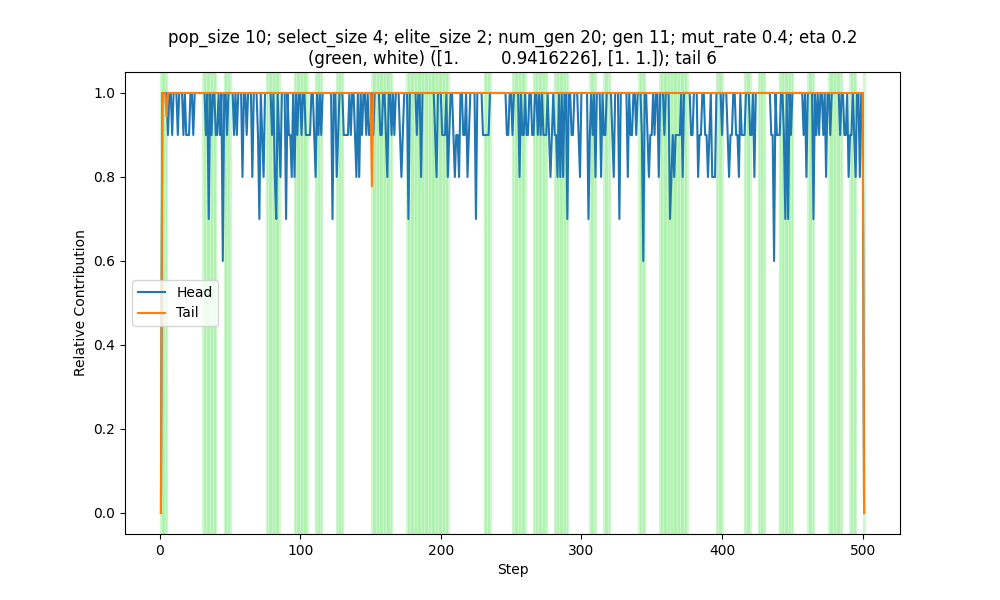 pop_size 10; select_size 4; elite_size 2; num_gen 20; gen 11; mut_rate 0.4; eta 0.2
(green, white) ([1.        0.9416226], [1. 1.]); tail 6
1.0
0.8
0.6
0.4
0.2
0.0
Relative Contribution
Head
Tail
0
100
200
300
400
500
Step